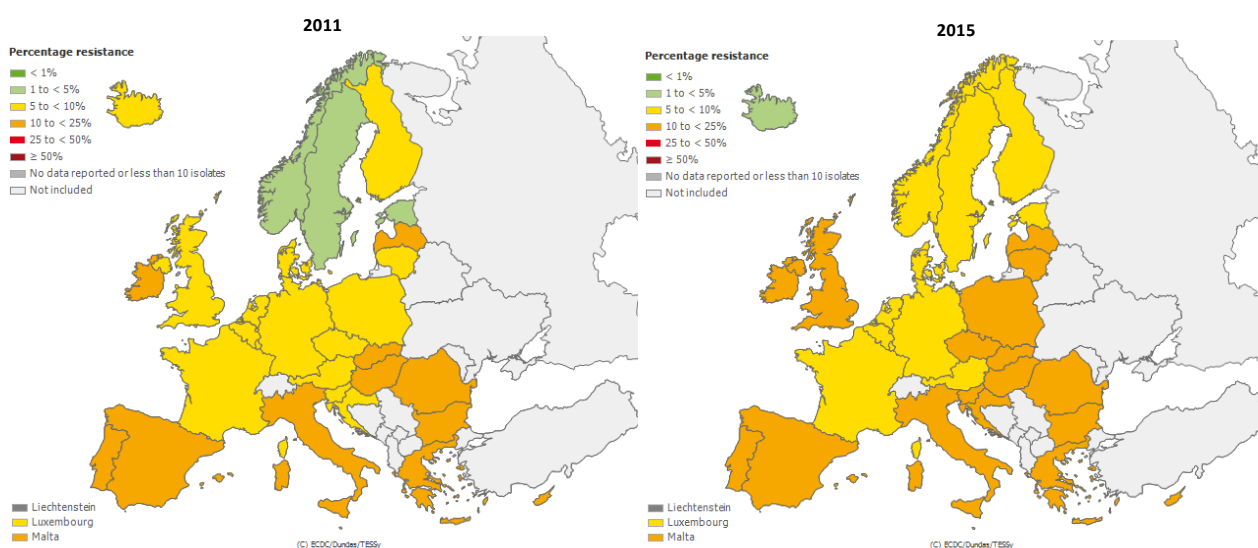 2011
Percentage resistance
< 1%
1 to < 5%
5 to < 10%
10 to < 25%
25 to < 50%
≥ 50%
No data reported or less than 10 isolates
Not included
Liechtenstein
Luxembourg
Malta
(C) ECDC/Dundas/TESSy
2015
Percentage resistance
< 1%
1 to < 5%
5 to < 10%
10 to < 25%
25 to < 50%
≥ 50%
No data reported or less than 10 isolates
Not included
Liechtenstein
Luxembourg
Malta
(C) ECDC/Dundas/TESSy